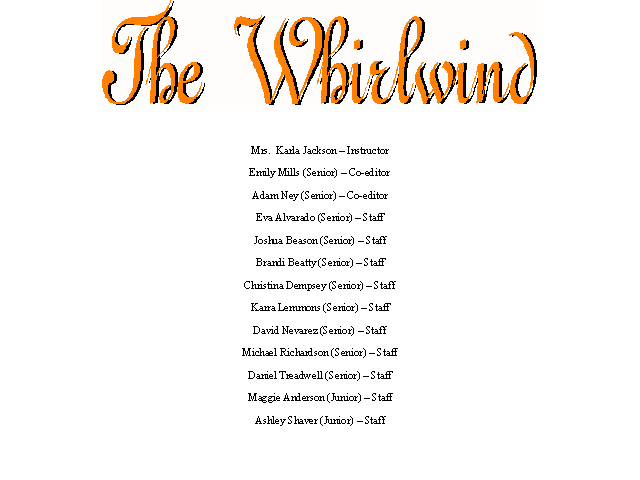 The Whirlwind
Mrs. Karla Jackson – Instructor
Emily Mills (Senior) – Co-editor
Adam Ney (Senior) – Co-editor
Eva Alvarado (Senior) – Staff
Joshua Beason (Senior) – Staff
Brandi Beatty (Senior) – Staff
Christina Dempsey (Senior) – Staff
Karra Lemmons (Senior) – Staff
David Nevarez (Senior) – Staff
Michael Richardson (Senior) – Staff
Daniel Treadwell (Senior) – Staff
Maggie Anderson (Junior) – Staff
Ashley Shaver (Junior) – Staff